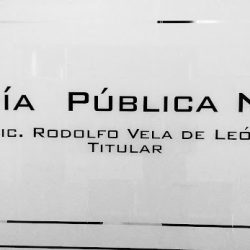 ÍA PÚBLICA N
IC. RODOLFO VELA DE LEÓ
TITULAR